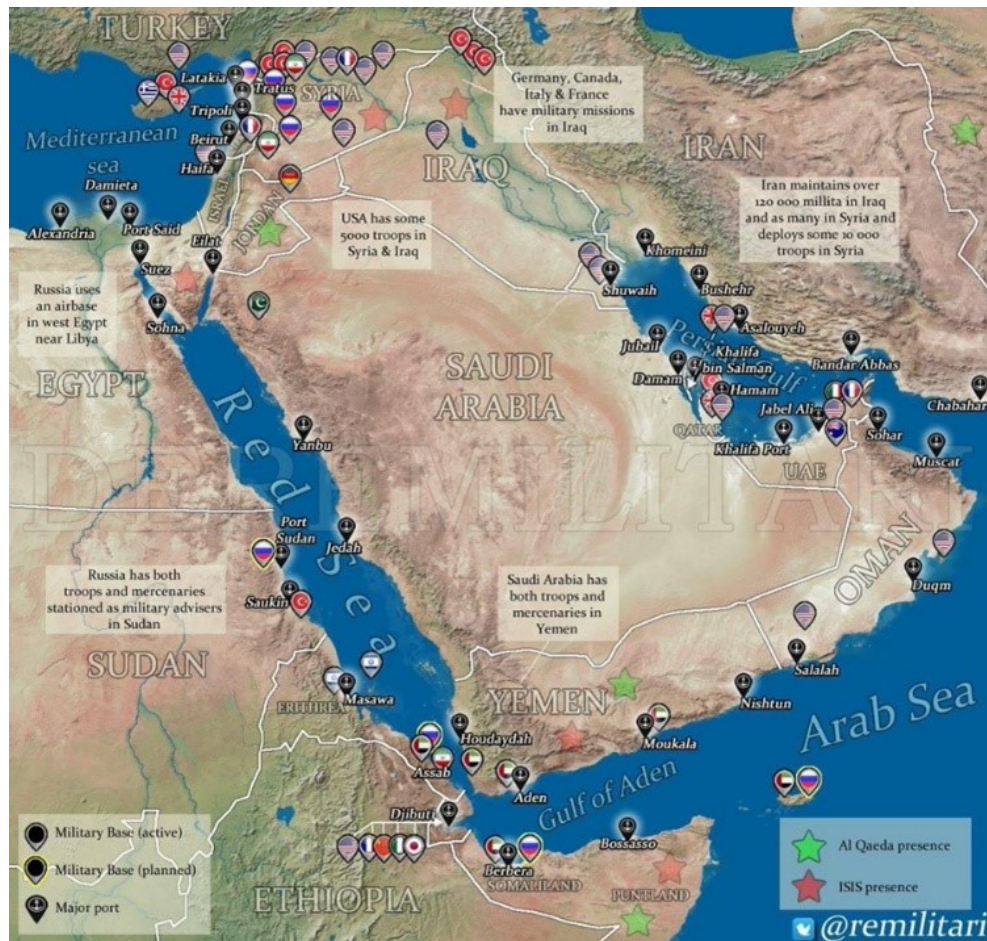 TURKEY
Latakia
Tratus
SYRIA
Tripoli
Beirut
Haifa
Mediterranean
sea
Damieta
Alexandria
Port Said
ISRAEL
JORDAN
Eilat
Suez
Sohna
Germany, Canada,
Italy & France
have military missions
in Iraq
IRAQ
IRAN
Iran maintains over
120 000 millita in Iraq
and as many in Syria and
deploys some 10 000
troops in Syria
USA has some
5000 troops in
Syria & Iraq
Russia uses
an airbase
in west Egypt
near Libya
EGYPT
Khomeini
Shuwaih
Bushehr
Asalouyeh
Persian Gulf
Jubail
Khalifa
bin Salman
Damam
Hamam
Bandar Abbas
Chabahar
Jabel Ali
QATAR
Khalifa Port
Sohar
Muscat
UAE
SAUDI
ARABIA
Yanbu
Red Sea
DEREMILITARI
Port
Sudan
Jedah
Russia has both
troops and mercenaries
stationed as military advisers
in Sudan
Saukin
SUDAN
Saudi Arabia has
both troops and
mercenaries in
Yemen
OMAN
Duqm
Salalah
Nishtun
Masawa
ERITHREA
YEMEN
Houdaydah
Moukala
Arab Sea
Assab
Aden
Gulf of Aden
Djibuti
Bossasso
Berbera
SOMALILAND
PUNTLAND
ETHIOPIA
Military Base (active)
Military Base (planned)
Major port
Al Qaeda presence
ISIS presence
@remilitari